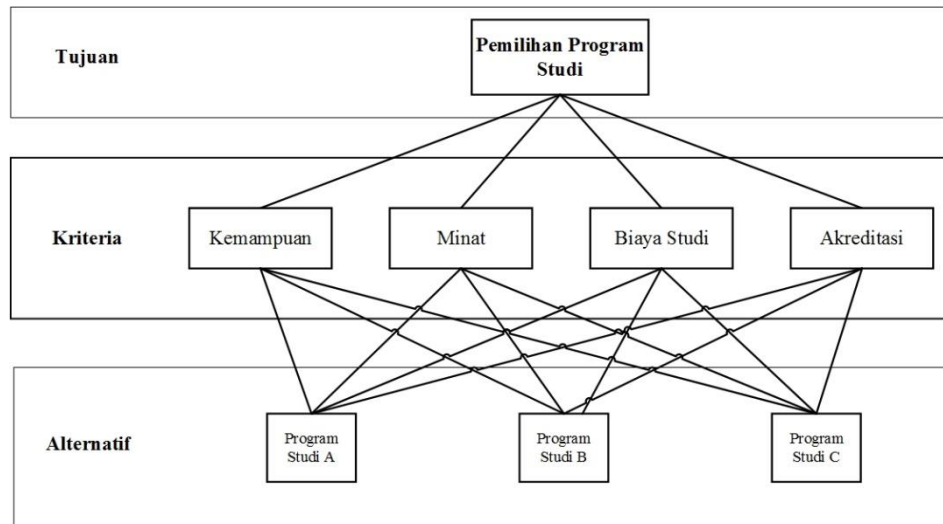 Tujuan
Pemilihan Program
Studi
Kriteria
Kemampuan
Minat
Biaya Studi
Akreditasi
Alternatif
Program
Studi A
Program
Studi B
Program
Studi C